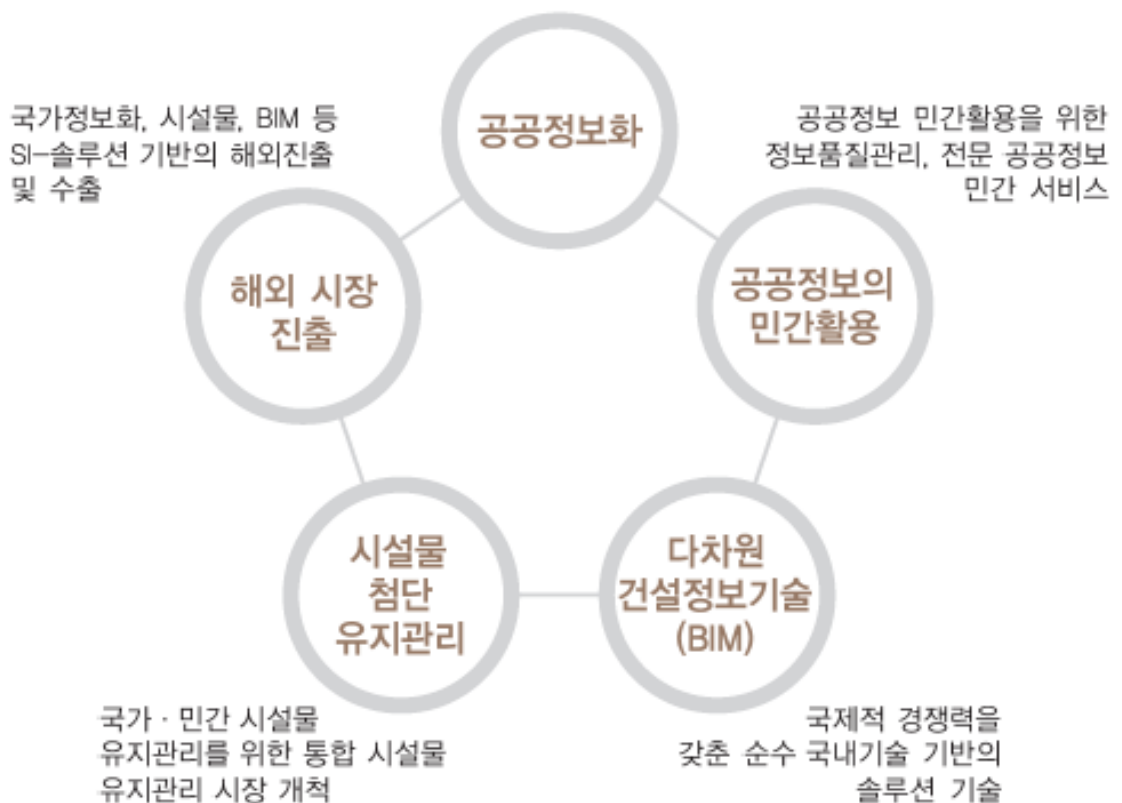 공공정보화
국가정보화, 시설물, BIM 등
SI-솔루션 기반의 해외진출
및 수출
공공정보 민간활용을 위한
정보품질관리, 전문 공공정보
민간 서비스
해외 시장
진출
공공정보의
민간활용
시설물
첨단
유지관리
다차원
건설정보기술
(BIM)
국가 · 민간 시설물
유지관리를 위한 통합 시설물
유지관리 시장 개척
국제적 경쟁력을
갖춘 순수 국내기술 기반의
솔루션 기술